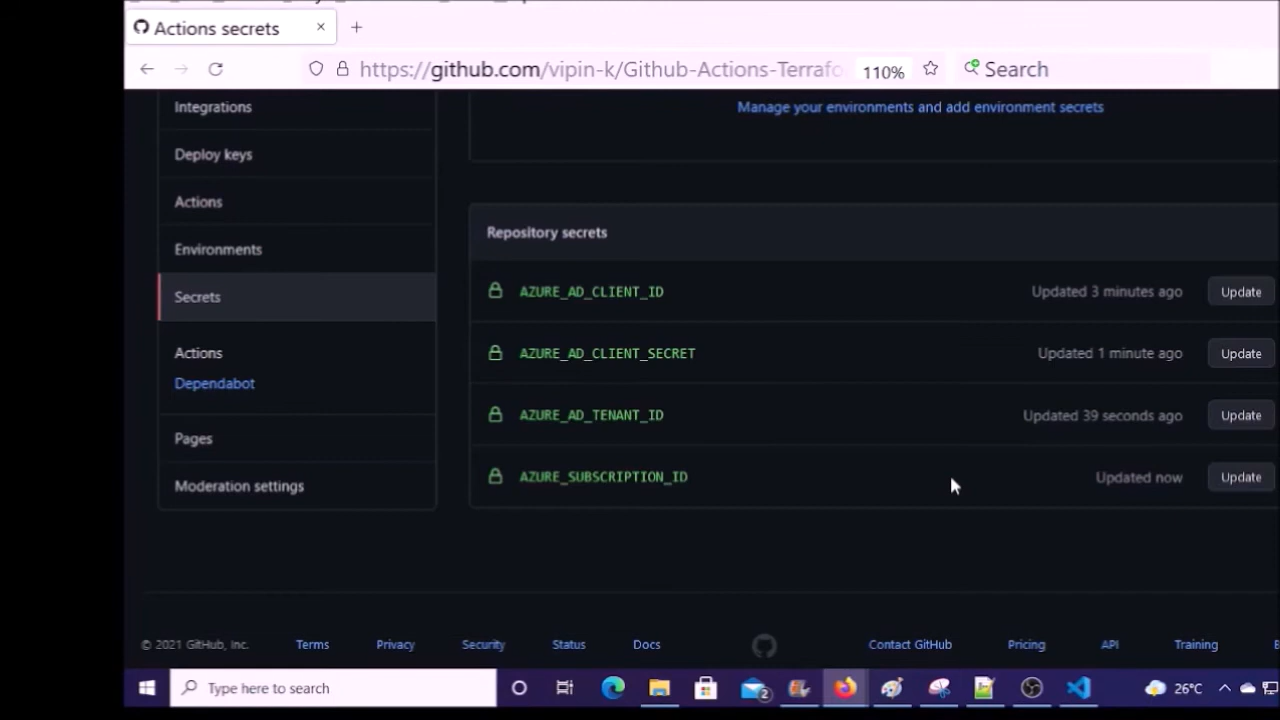 Actions secrets
https://github.com/vipin-k/Github-Actions-Terrafo
110%
Search
Integrations
Deploy keys
Actions
Environments
Secrets
Actions
Dependabot
Pages
Moderation settings
Manage your environments and add environment secrets
Repository secrets
AZURE_AD_CLIENT_ID Updated 3 minutes ago Update
AZURE_AD_CLIENT_SECRET Updated 1 minute ago Update
AZURE_AD_TENANT_ID Updated 39 seconds ago Update
AZURE_SUBSCRIPTION_ID Updated now Update
© 2021 GitHub, Inc. Terms Privacy Security Status Docs Contact GitHub Pricing API Training
Type here to search
2
26°C